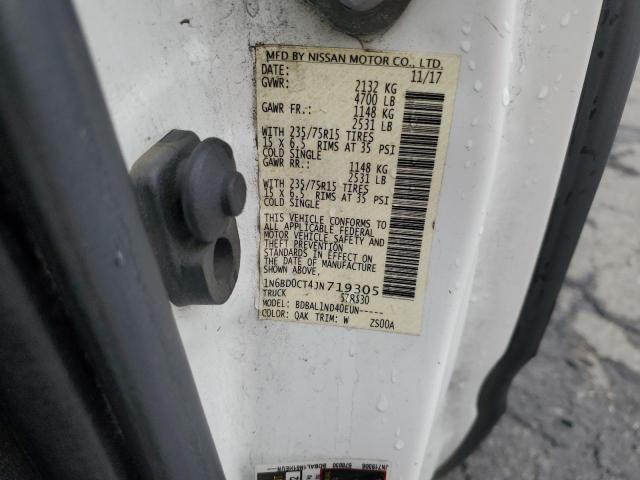 MFD BY NISSAN MOTOR CO., LTD.
DATE: 11/17
GVWR: 2132 KG
4700 LB
GAWR FR.: 1148 KG
2531 LB
WITH 235/75R15 TIRES
15 X 6.5 RIMS AT 35 PSI
COLD SINGLE
GAWR RR.: 1148 KG
2531 LB
WITH 235/75R15 TIRES
15 X 6.5 RIMS AT 35 PSI
COLD SINGLE
THIS VEHICLE CONFORMS TO
ALL APPLICABLE FEDERAL
MOTOR VEHICLE SAFETY AND
THEFT PREVENTION
STANDARDS IN EFFECT ON
THE DATE OF MANUFACTURE
1N6BD0CT4JN719305
TRUCK
MODEL: BDBALIND40EUN-----
COLOR: QAK TRIM: W ZS00A